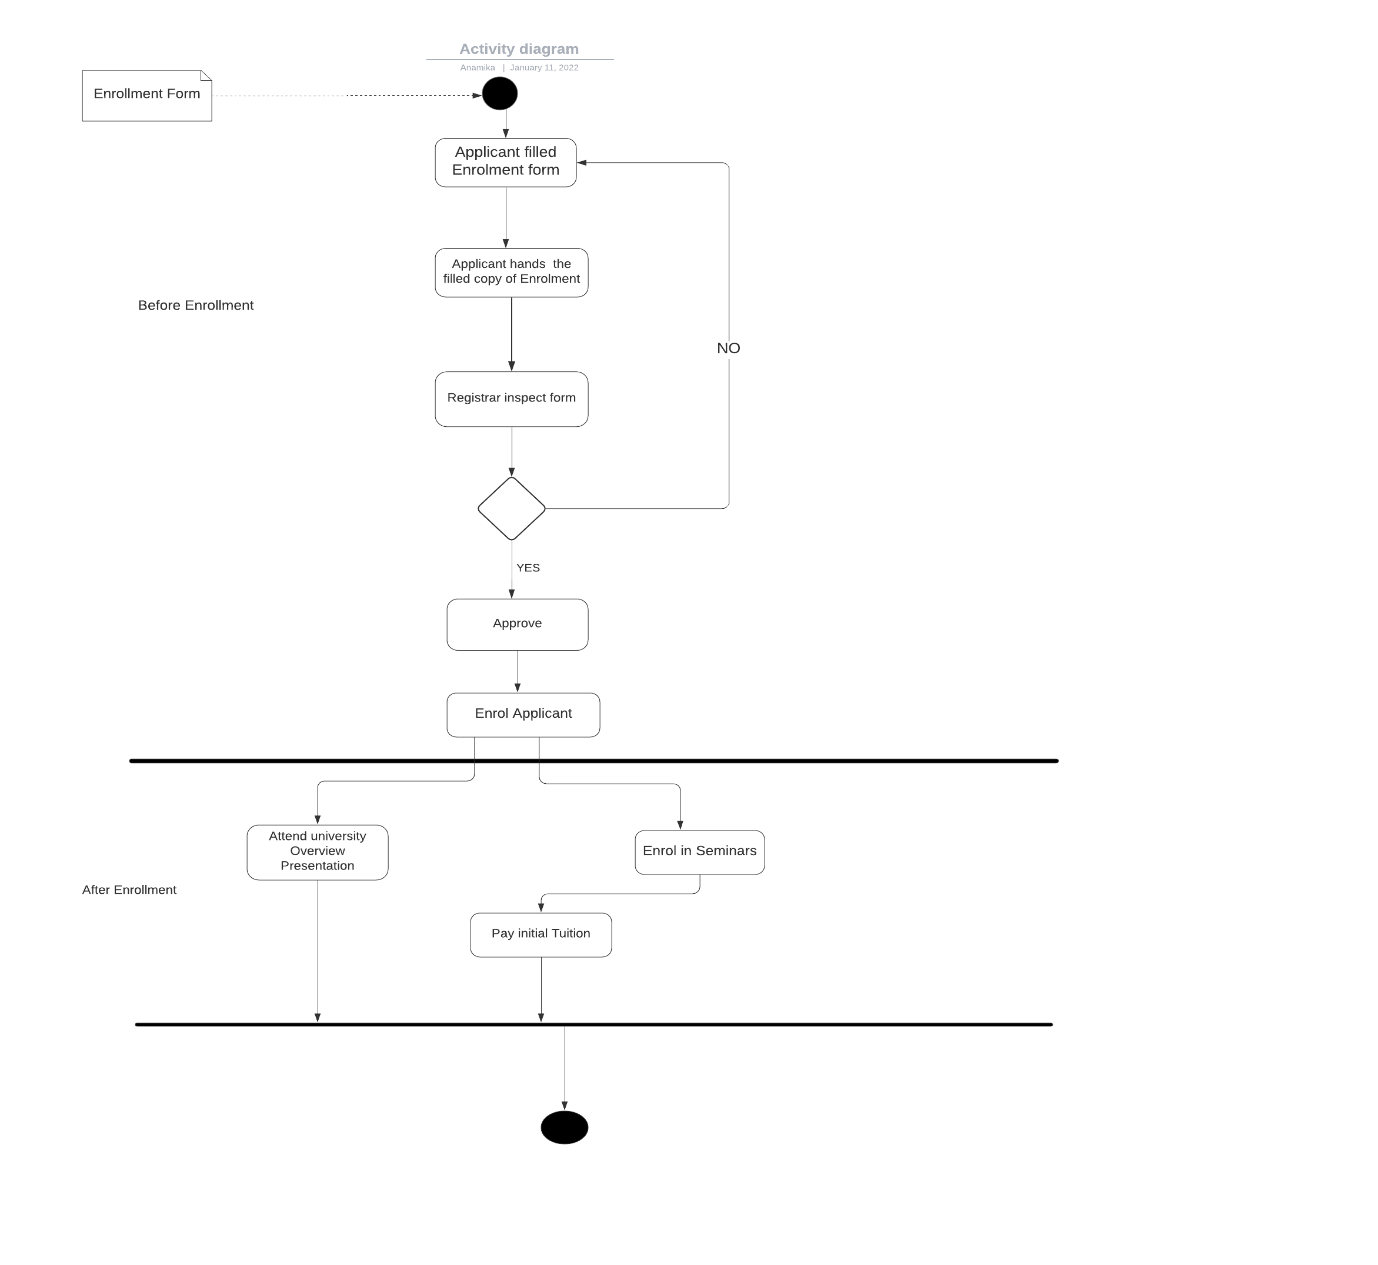 Activity diagram
Anamika | January 11, 2022
Enrollment Form
Applicant filled
Enrolment form
Applicant hands  the
filled copy of Enrolment
Before Enrollment
NO
Registrar inspect form
YES
Approve
Enrol Applicant
Attend university
Overview
Presentation
Enrol in Seminars
After Enrollment
Pay initial Tuition